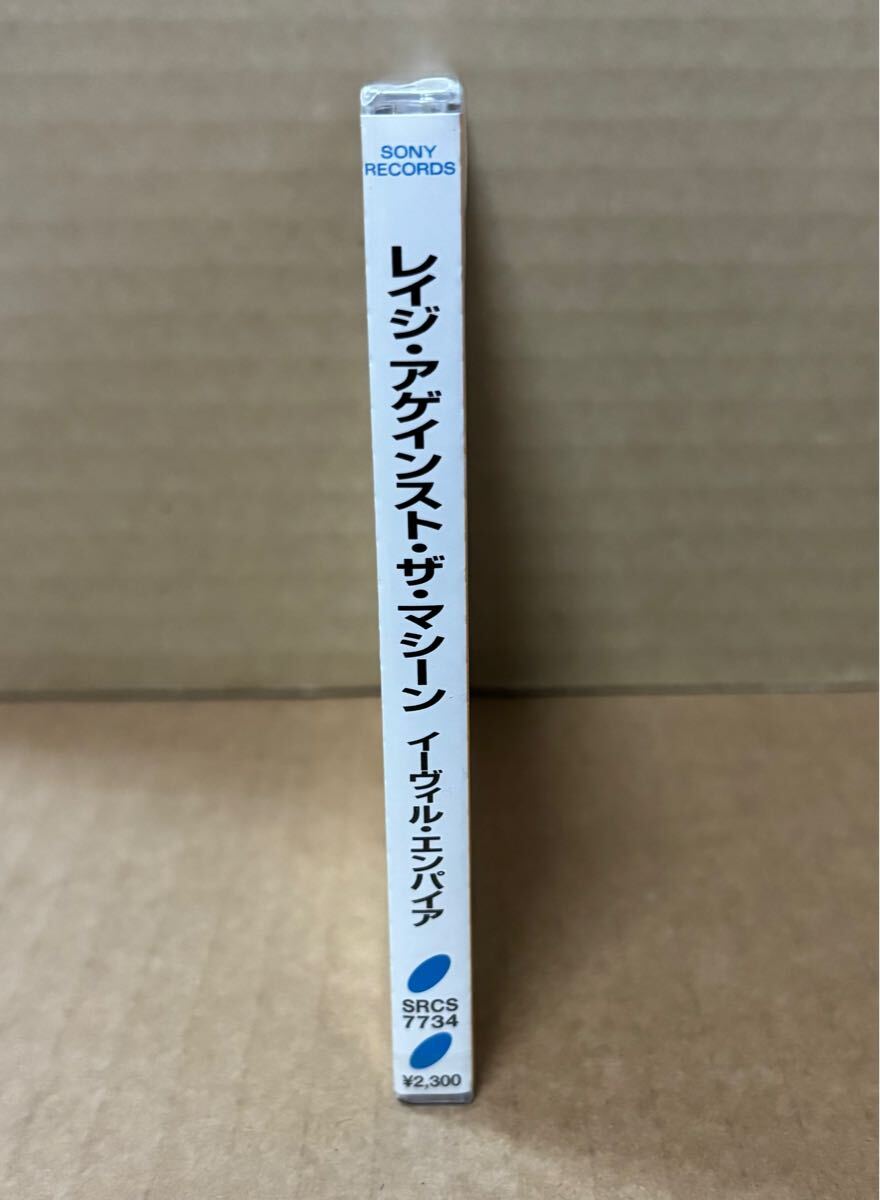 SONY
RECORDS
レイジ・アゲインスト・ザ・マシーン
イーヴィル・エンパイア
SRCS
7734
¥2,300